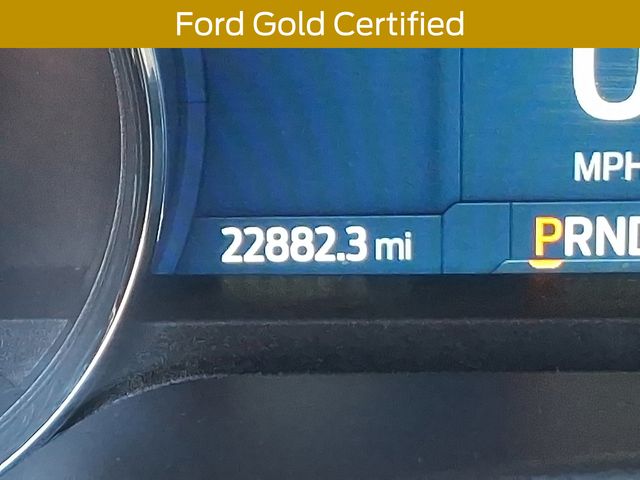 Ford Gold Certified
MPH
22882.3 mi
PRND